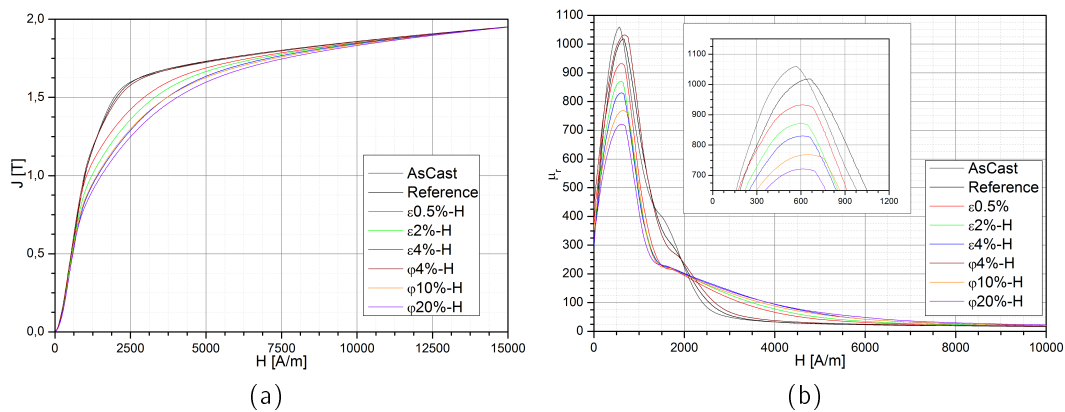 2,0
1,5
1,0
0,5
0,0
J [T]
0
2500
5000
7500
10000
12500
15000
H [A/m]
AsCast
Reference
ε0.5%-H
ε2%-H
ε4%-H
φ4%-H
φ10%-H
φ20%-H
(a)
μr
1100
1000
900
800
700
600
500
400
300
200
100
0
μr
0
2000
4000
6000
8000
10000
H [A/m]
1100
1000
900
800
700
0
300
600
900
1200
AsCast
Reference
ε0.5%
ε2%-H
ε4%-H
φ4%-H
φ10%-H
φ20%-H
(b)